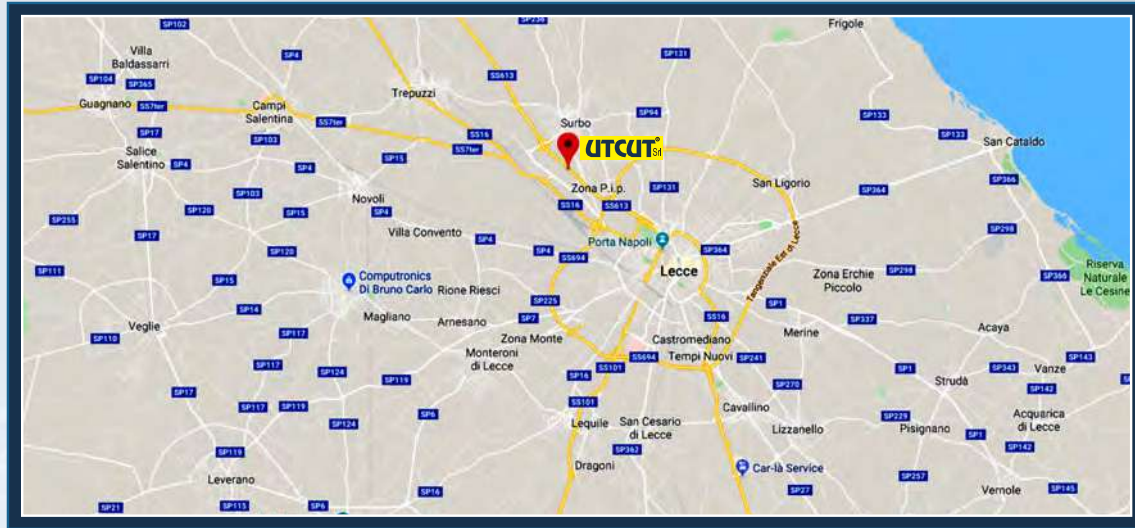 SP102
SP236
Frigole
Villa
Baldassarri
SP4
SP131
SP104
SP365
SS613
Trepuzzi
Guagnano
SS7ter
Campi
Salentina
SS7ter
SS16
SP94
SP133
Surbo
SP17
SP103
SS7ter
UTCUT®
Srl
SP133
San Cataldo
Salice
Salentino
SP4
SP4
SP15
Zona P.i.p.
SP131
San Ligorio
SP364
SP366
SP103
Novoli
SP255
SP120
SP15
SP4
SS16
SS613
SP17
Villa Convento
SP4
SP4
Porta Napoli
SP364
SP298
SP120
SS694
Lecce
Tangenziale Est di Lecce
SP111
SP15
Computronics
Di Bruno Carlo
Rione Riesci
Zona Erchie
Piccolo
SP298
SP366
Riserva
Naturale
Le Cesine
SP14
SP225
SP1
Veglie
Magliano
Arnesano
SP7
SS16
SP337
Acaya
SP110
SP117
Zona Monte
Castromediano
Merine
Monteroni
di Lecce
SS694
Tempi Nuovi
SP241
SP143
SP117
SP124
SP119
SP16
SS101
SP270
SP1
SP343
Vanze
Strudà
SP17
SP117
SP119
SS101
SP142
SP6
Cavallino
SP124
Lequile
San Cesario
di Lecce
Lizzanello
SP229
Pisignano
SP1
Acquarica
di Lecce
SP142
SP119
SP362
Dragoni
Car-là Service
SP257
Leverano
SP16
SP27
Vernole
SP145
SP21
SP115
SP6